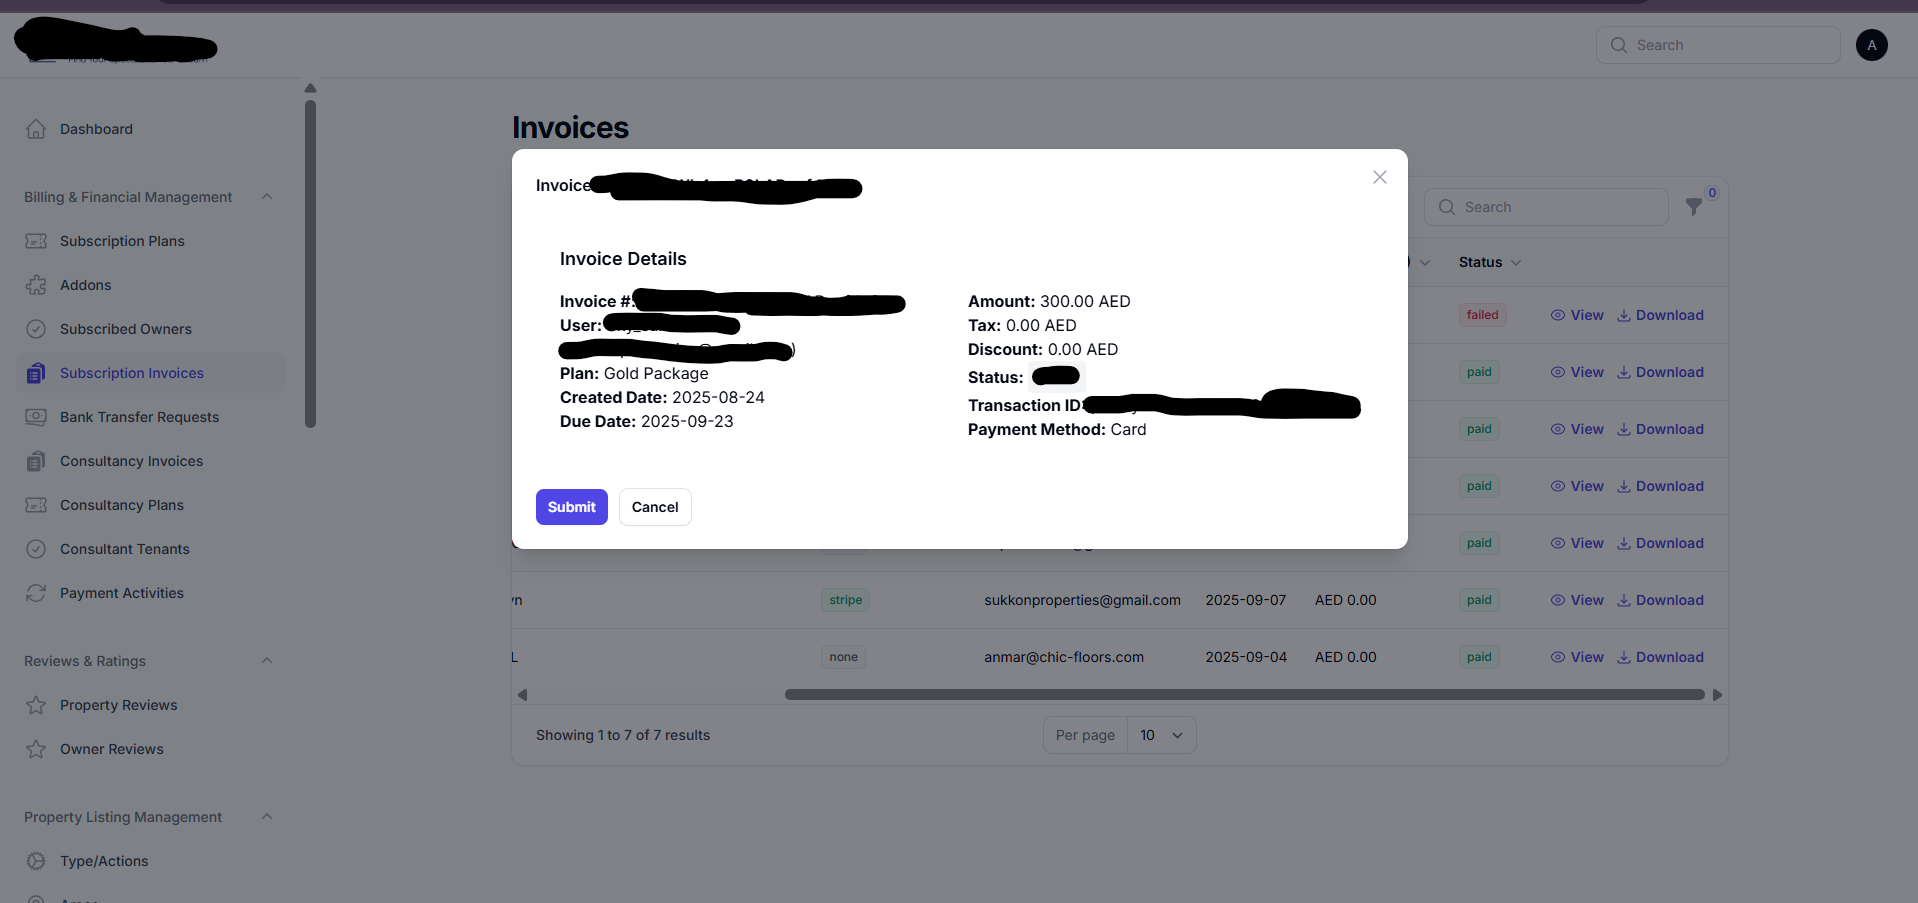 Search
A
Dashboard
Billing & Financial Management
Subscription Plans
Addons
Subscribed Owners
Subscription Invoices
Bank Transfer Requests
Consultancy Invoices
Consultancy Plans
Consultant Tenants
Payment Activities
Reviews & Ratings
Property Reviews
Owner Reviews
Property Listing Management
Type/Actions
Invoices
Invoice
Invoice Details
Invoice #:
User:
Plan: Gold Package
Created Date: 2025-08-24
Due Date: 2025-09-23
Amount: 300.00 AED
Tax: 0.00 AED
Discount: 0.00 AED
Status:
Transaction ID:
Payment Method: Card
Submit Cancel
Search 0
Status
failed View Download
paid View Download
paid View Download
paid View Download
paid View Download
stripe sukkonproperties@gmail.com 2025-09-07 AED 0.00 paid View Download
none anmar@chic-floors.com 2025-09-04 AED 0.00 paid View Download
Showing 1 to 7 of 7 results
Per page 10